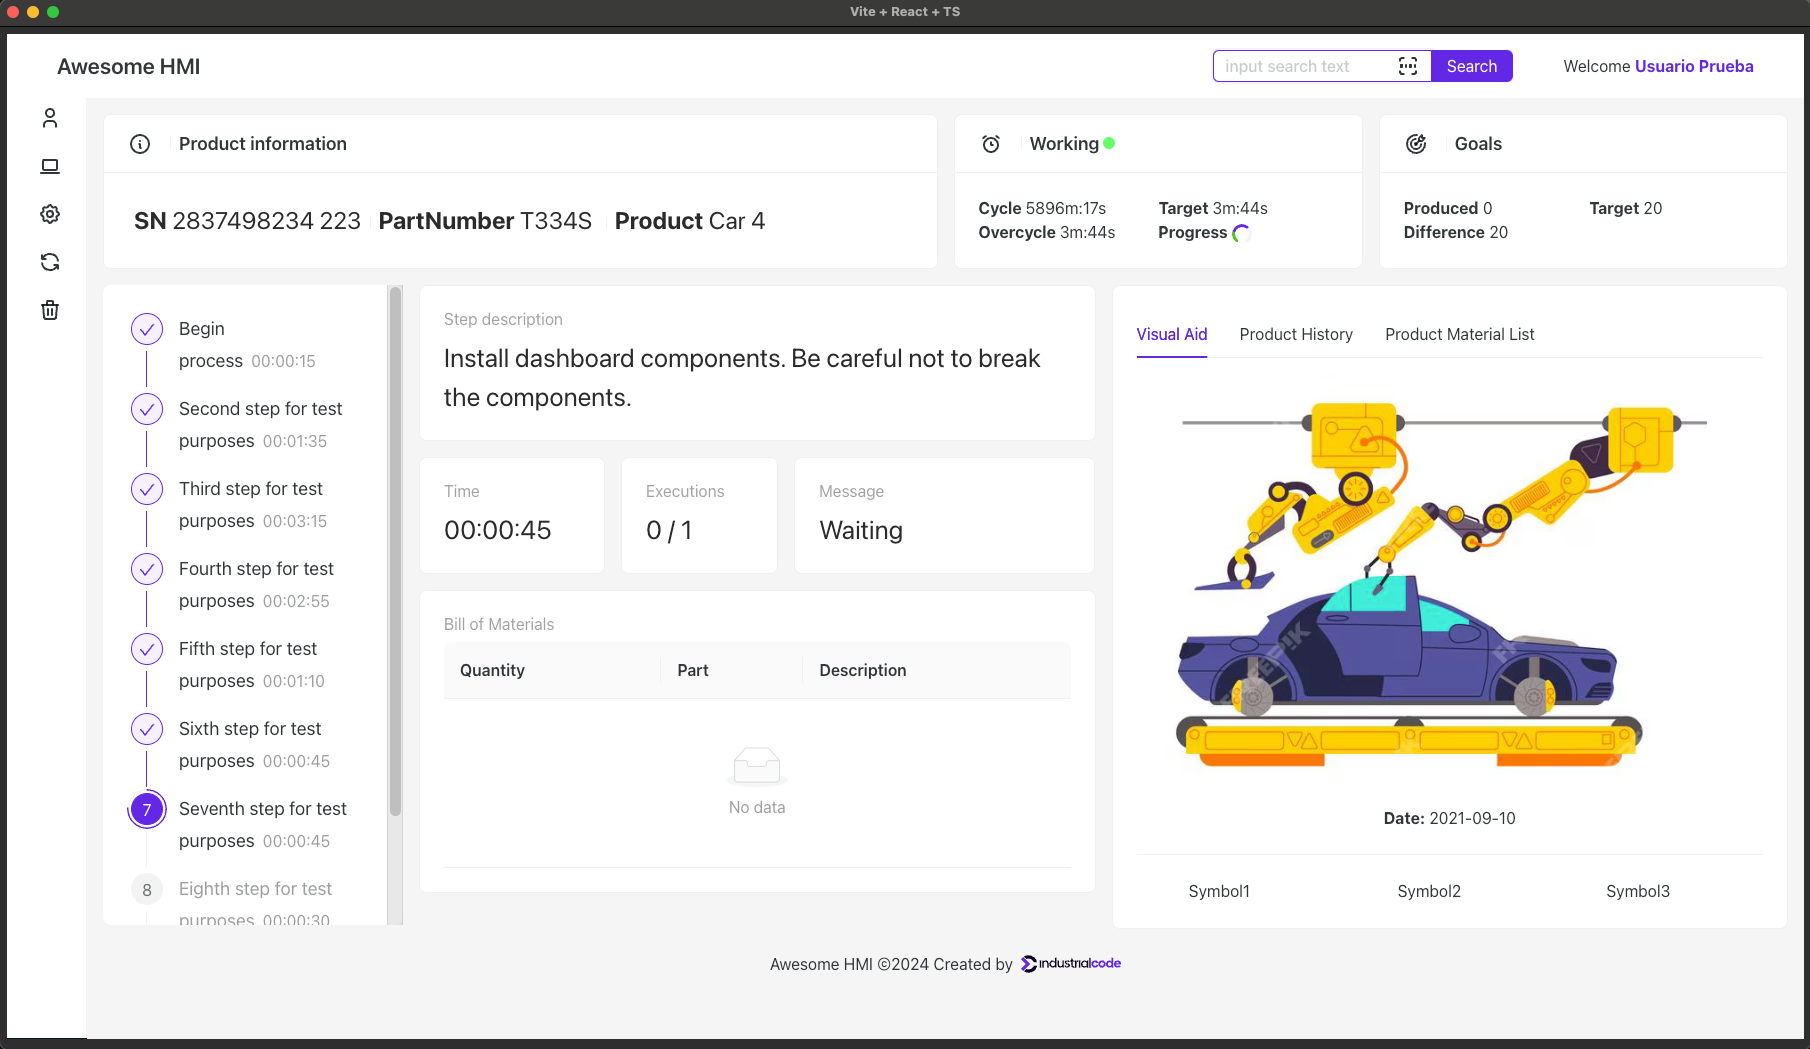 Vite + React + TS
Awesome HMI
input search text
Search
Welcome Usuario Prueba
Product information
SN 2837498234 223 PartNumber T334S Product Car 4
Working
Cycle 5896m:17s
Target 3m:44s
Overcycle 3m:44s
Progress
Goals
Produced 0
Target 20
Difference 20
Begin
process 00:00:15
Second step for test
purposes 00:01:35
Third step for test
purposes 00:03:15
Fourth step for test
purposes 00:02:55
Fifth step for test
purposes 00:01:10
Sixth step for test
purposes 00:00:45
7
Seventh step for test
purposes 00:00:45
8
Eighth step for test
purposes 00:00:30
Step description
Install dashboard components. Be careful not to break
the components.
Time
00:00:45
Executions
0 / 1
Message
Waiting
Bill of Materials
Quantity
Part
Description
No data
Visual Aid
Product History
Product Material List
Date: 2021-09-10
Symbol1
Symbol2
Symbol3
Awesome HMI ©2024 Created by industrialcode